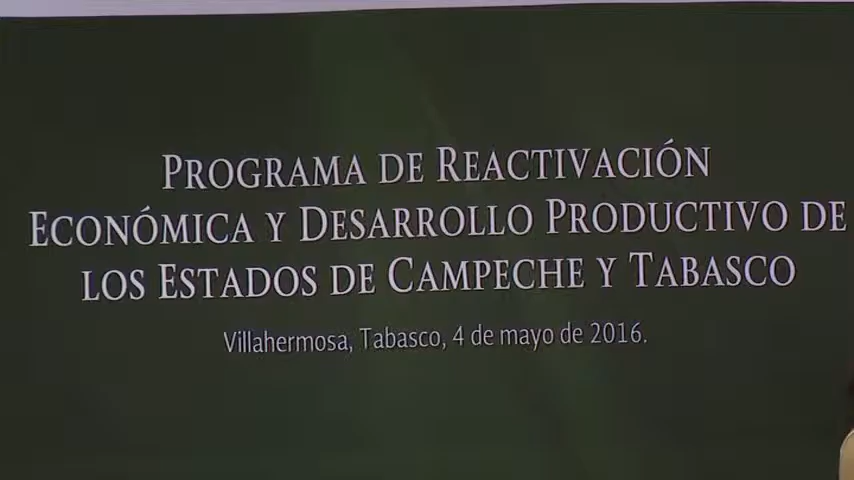 PROGRAMA DE REACTIVACIÓN
ECONÓMICA Y DESARROLLO PRODUCTIVO DE
LOS ESTADOS DE CAMPECHE Y TABASCO
Villahermosa, Tabasco, 4 de mayo de 2016.